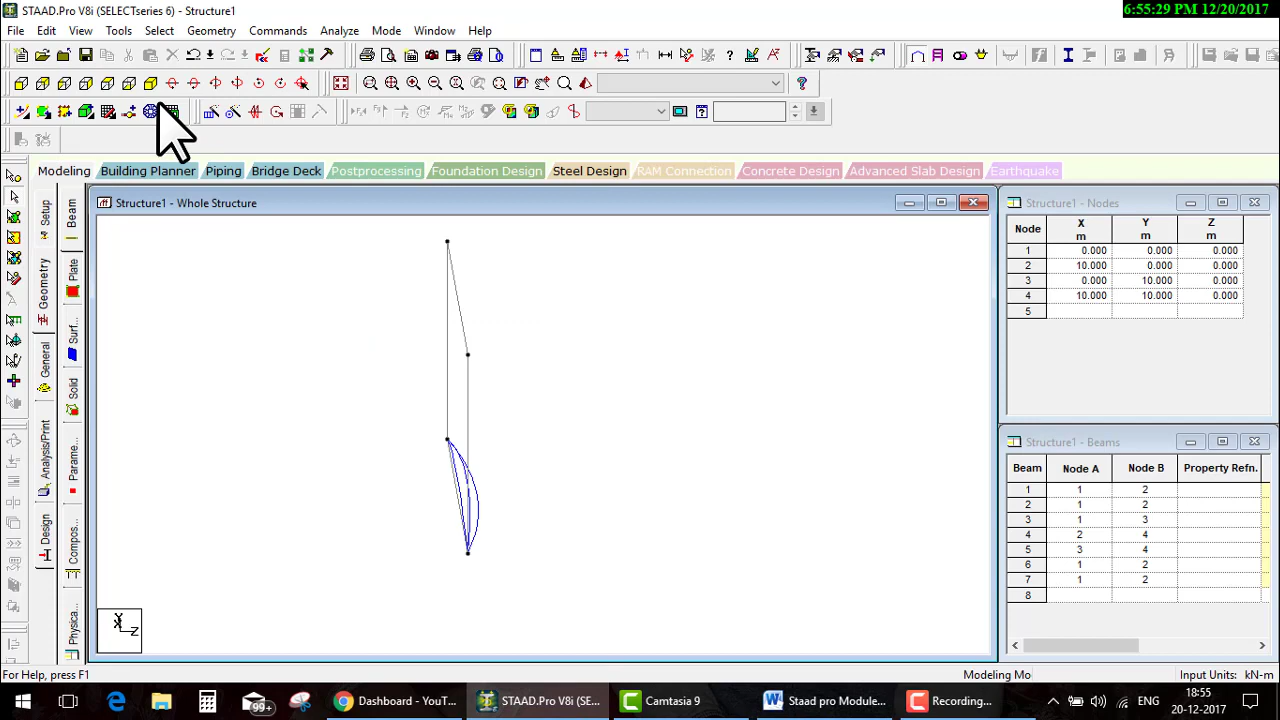 STAAD.Pro V8i (SELECTseries 6) - Structure1
6:55:29 PM 12/20/2017
File Edit View Tools Select Geometry Commands Analyze Mode Window Help
Modeling Building Planner Piping Bridge Deck Postprocessing Foundation Design Steel Design RAM Connection Concrete Design Advanced Slab Design Earthquake
Setup
Geometry
General
Analysis/Print
Design
Beam
Plate
Surf...
Solid
Parame...
Compos...
Physica...
Structure1 - Whole Structure
Y
X
Z
Structure1 - Nodes
Node X m Y m Z m
1 0.000 0.000 0.000
2 10.000 0.000 0.000
3 0.000 10.000 0.000
4 10.000 10.000 0.000
5
Structure1 - Beams
Beam Node A Node B Property Refn.
1 1 2
2 1 2
3 1 3
4 2 4
5 3 4
6 1 2
7 1 2
8
For Help, press F1
Modeling Mo
Input Units: kN-m
99+
Dashboard - YouT...
STAAD.Pro V8i (SE...
Camtasia 9
Staad pro Module...
Recording...
ENG
18:55
20-12-2017